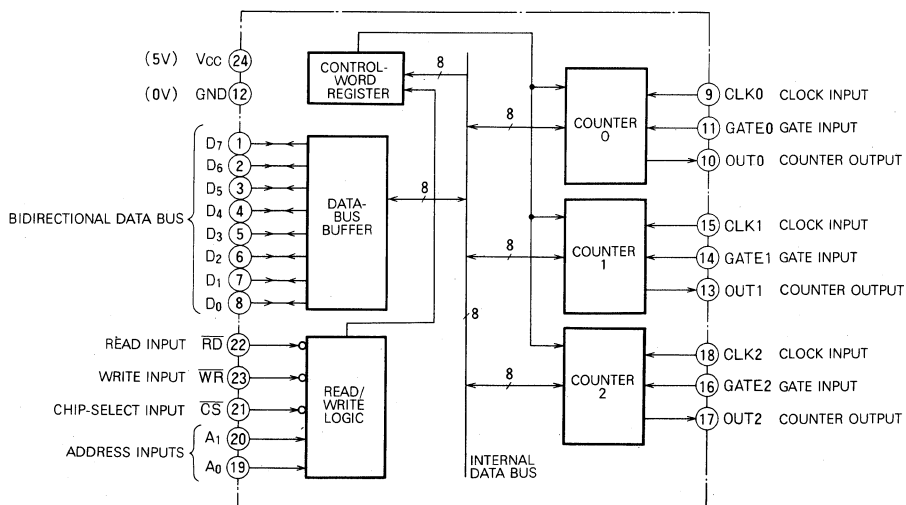 (5V) VCC 24
(0V) GND 12
BIDIRECTIONAL DATA BUS
D7 1
D6 2
D5 3
D4 4
D3 5
D2 6
D1 7
D0 8
READ INPUT RD 22
WRITE INPUT WR 23
CHIP-SELECT INPUT CS 21
ADDRESS INPUTS
A1 20
A0 19
CONTROL-
WORD
REGISTER
DATA-
BUS
BUFFER
READ/
WRITE
LOGIC
8
8
8
8
8
8
INTERNAL
DATA BUS
COUNTER
0
COUNTER
1
COUNTER
2
9 CLK0 CLOCK INPUT
11 GATE0 GATE INPUT
10 OUT0 COUNTER OUTPUT
15 CLK1 CLOCK INPUT
14 GATE1 GATE INPUT
13 OUT1 COUNTER OUTPUT
18 CLK2 CLOCK INPUT
16 GATE2 GATE INPUT
17 OUT2 COUNTER OUTPUT